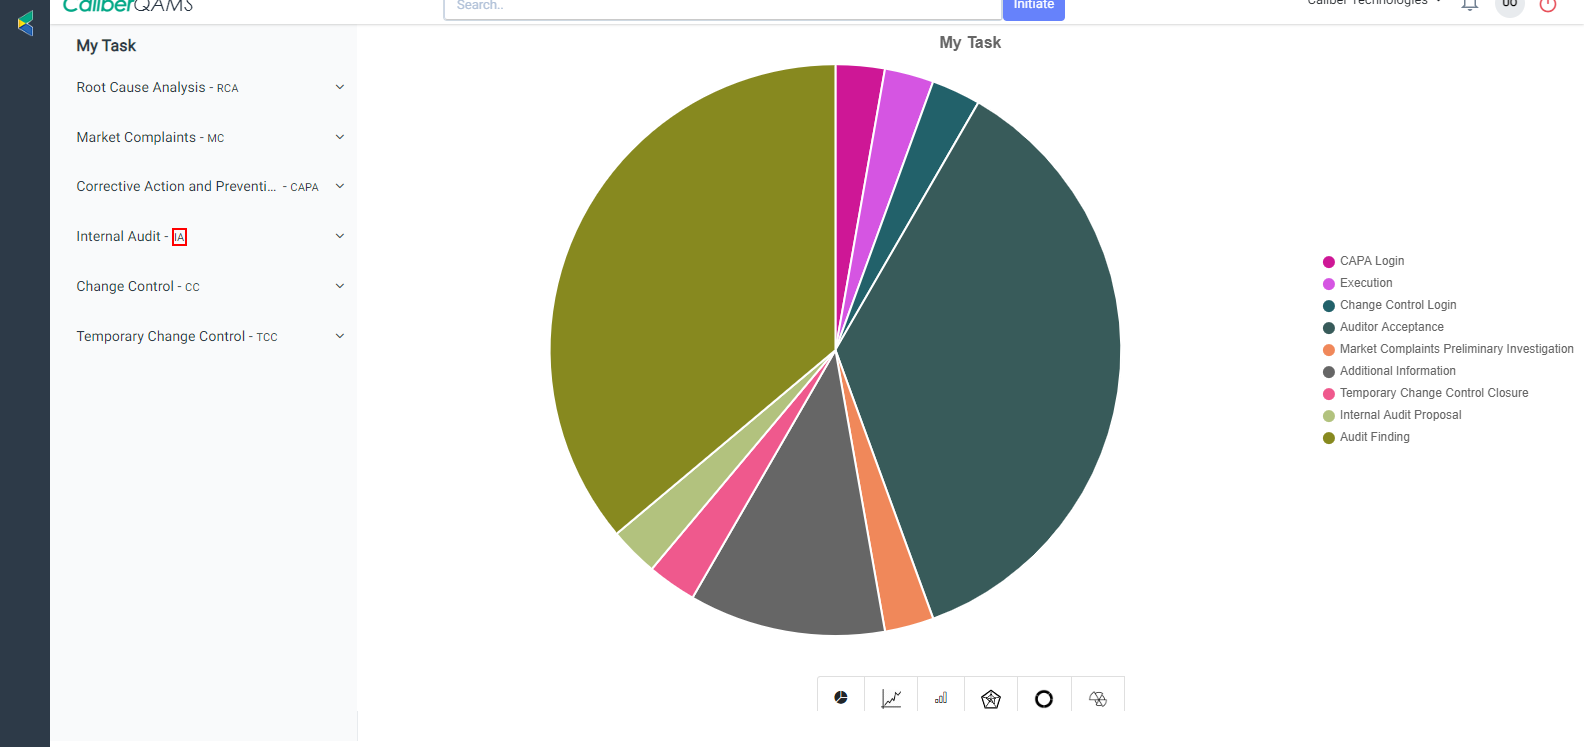 CaliberQAMS
Search..
Initiate
Caliber Technologies
My Task
Root Cause Analysis - RCA
Market Complaints - MC
Corrective Action and Preventi... - CAPA
Internal Audit - IA
Change Control - CC
Temporary Change Control - TCC
My Task
CAPA Login
Execution
Change Control Login
Auditor Acceptance
Market Complaints Preliminary Investigation
Additional Information
Temporary Change Control Closure
Internal Audit Proposal
Audit Finding